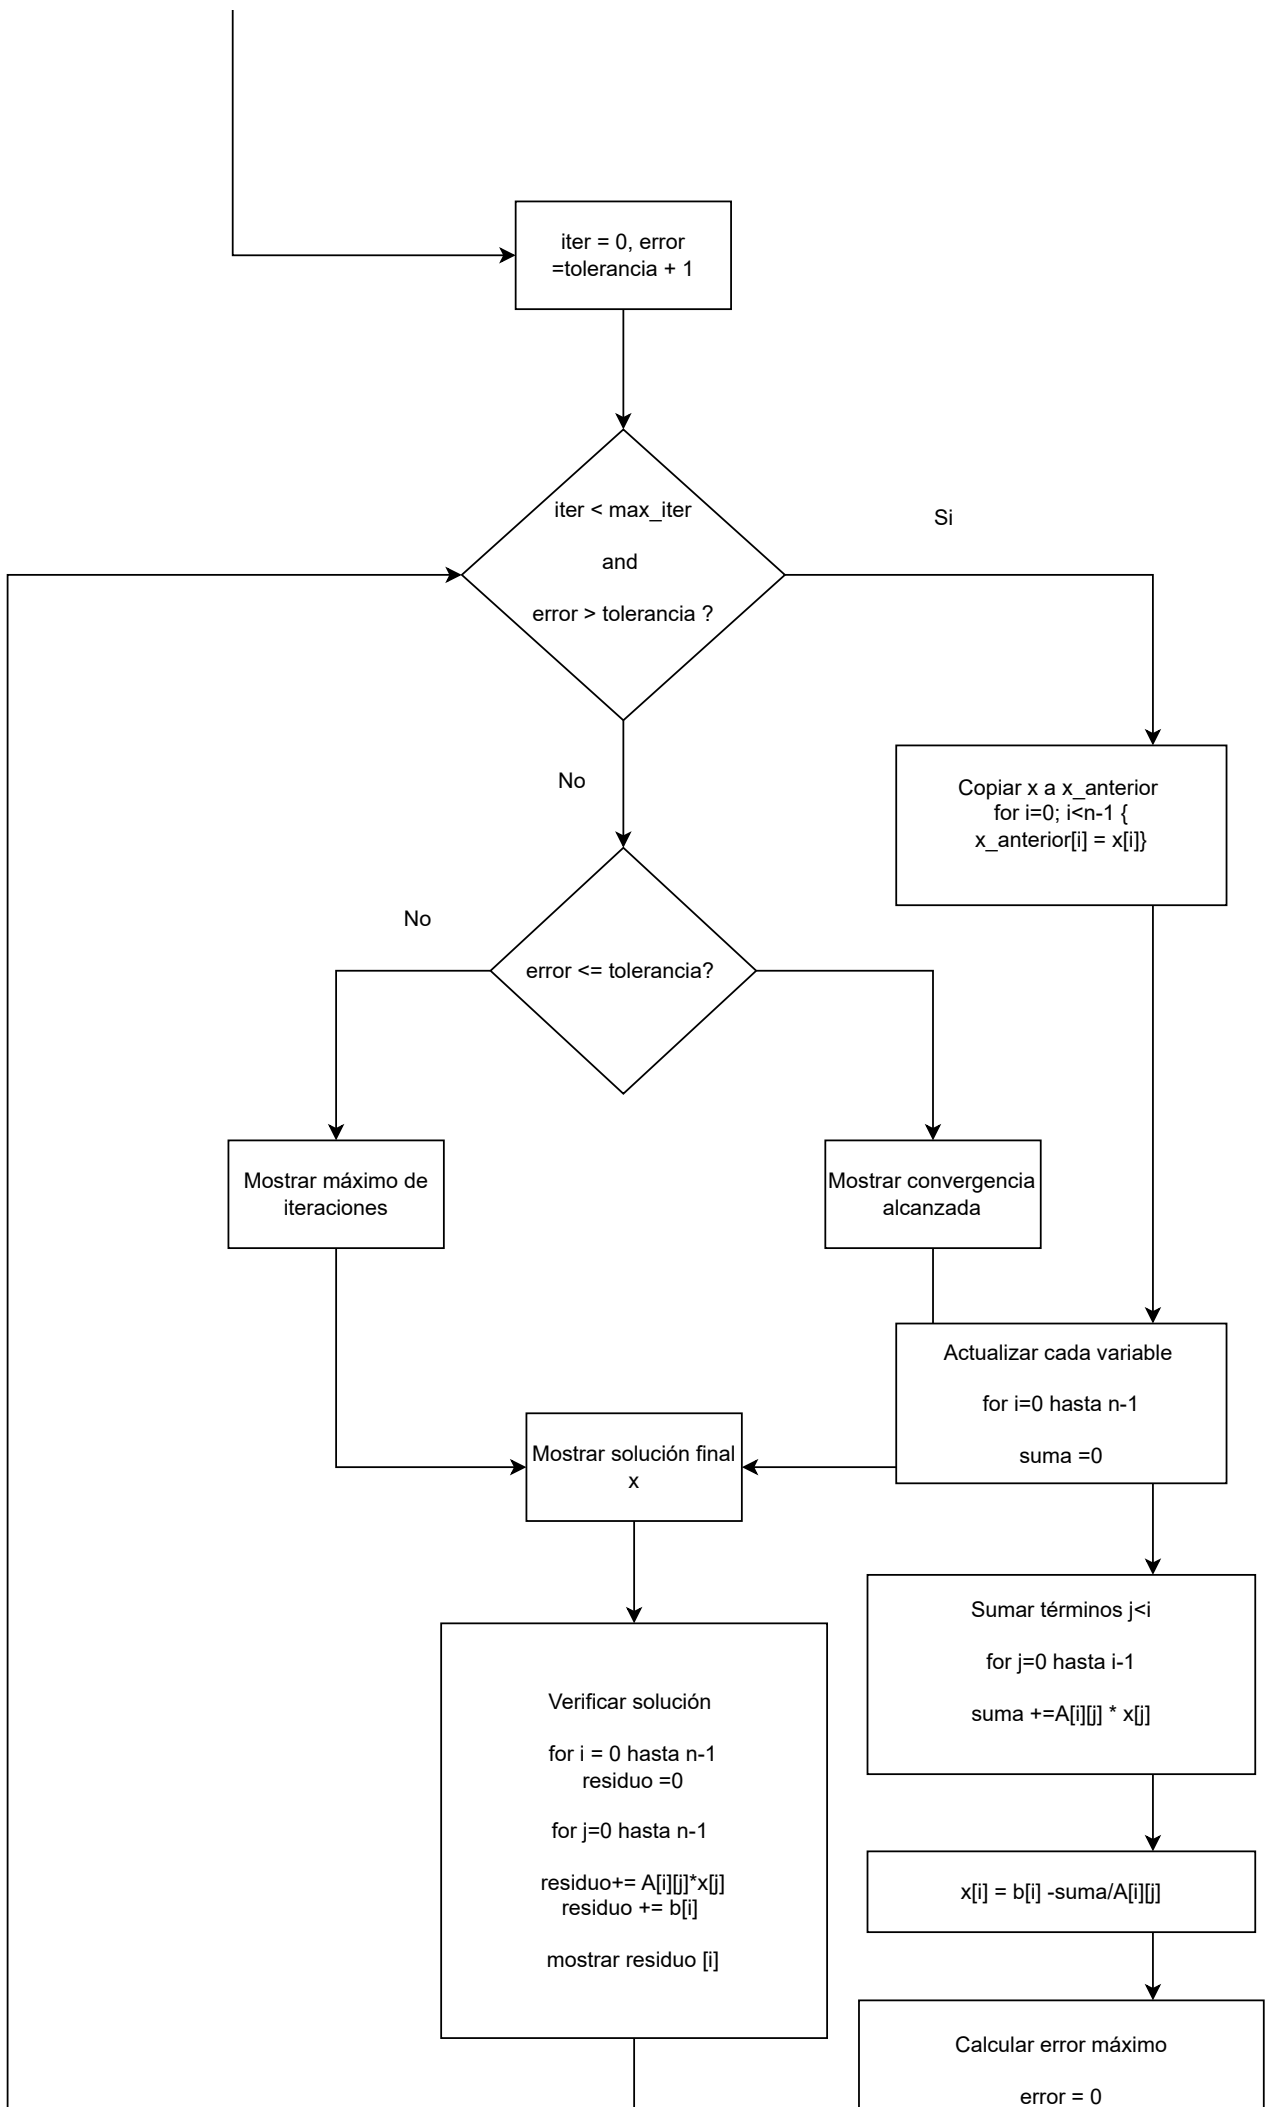 iter = 0, error
=tolerancia + 1
iter < max_iter
and
error > tolerancia ?
Si
No
Copiar x a x_anterior
for i=0; i<n-1 {
x_anterior[i] = x[i]}
No
error <= tolerancia?
Mostrar máximo de
iteraciones
Mostrar convergencia
alcanzada
Actualizar cada variable
for i=0 hasta n-1
suma =0
Mostrar solución final
x
Sumar términos j<i
for j=0 hasta i-1
suma +=A[i][j] * x[j]
Verificar solución
for i = 0 hasta n-1
residuo =0
for j=0 hasta n-1
residuo+= A[i][j]*x[j]
residuo += b[i]
mostrar residuo [i]
x[i] = b[i] -suma/A[i][j]
Calcular error máximo
error = 0